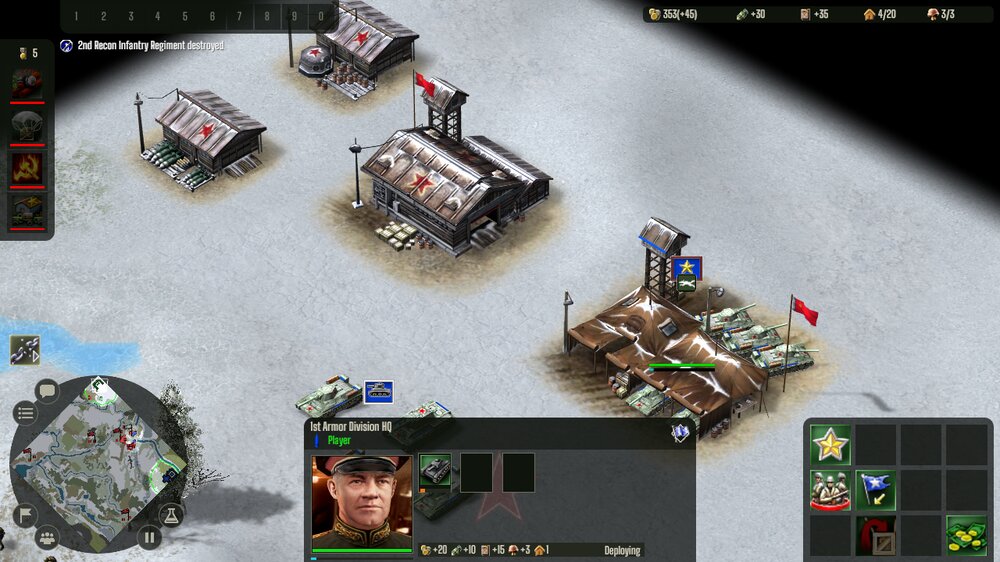 1 2 3 4 5 6 7 8 9 0
353(+45) +30 +35 4/20 3/3
5
2nd Recon Infantry Regiment destroyed
1st Armor Division HQ
Player
+20 +10 +15 +3 1 Deploying